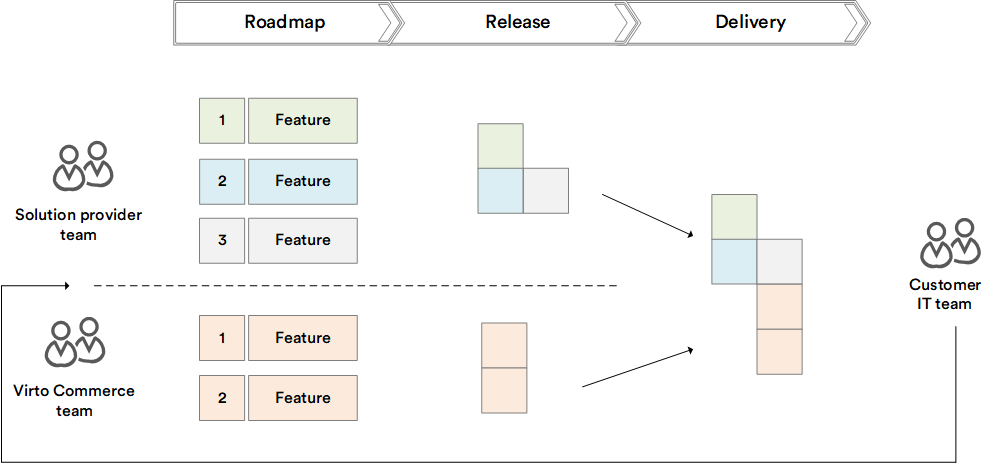 Roadmap
Release
Delivery
1
Feature
2
Feature
3
Feature
Solution provider
team
Customer
IT team
1
Feature
2
Feature
Virto Commerce
team